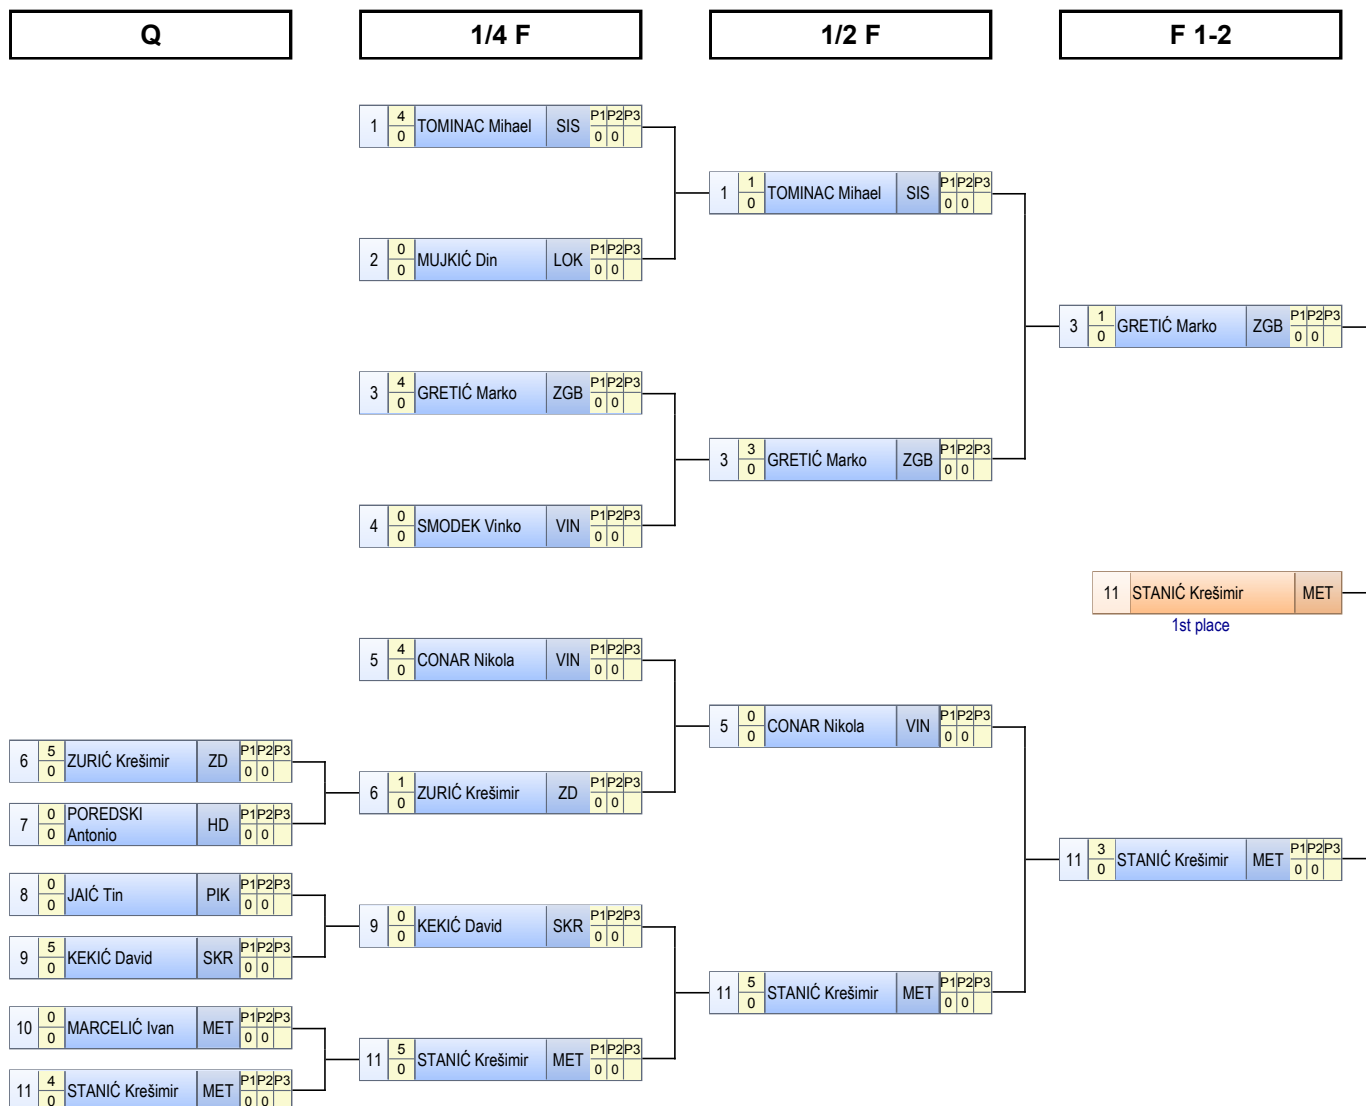 Q 1/4 F 1/2 F F 1-2
1 4 0 TOMINAC Mihael SIS P1 P2 P3 0 0
1 1 0 TOMINAC Mihael SIS P1 P2 P3 0 0
2 0 0 MUJKIĆ Din LOK P1 P2 P3 0 0
3 1 0 GRETIĆ Marko ZGB P1 P2 P3 0 0
3 4 0 GRETIĆ Marko ZGB P1 P2 P3 0 0
3 3 0 GRETIĆ Marko ZGB P1 P2 P3 0 0
4 0 0 SMODEK Vinko VIN P1 P2 P3 0 0
11 STANIĆ Krešimir MET
1st place
5 4 0 CONAR Nikola VIN P1 P2 P3 0 0
5 0 0 CONAR Nikola VIN P1 P2 P3 0 0
6 5 0 ZURIĆ Krešimir ZD P1 P2 P3 0 0
6 1 0 ZURIĆ Krešimir ZD P1 P2 P3 0 0
7 0 0 POREDSKI
Antonio HD P1 P2 P3 0 0
11 3 0 STANIĆ Krešimir MET P1 P2 P3 0 0
8 0 0 JAIĆ Tin PIK P1 P2 P3 0 0
9 0 0 KEKIĆ David SKR P1 P2 P3 0 0
9 5 0 KEKIĆ David SKR P1 P2 P3 0 0
11 5 0 STANIĆ Krešimir MET P1 P2 P3 0 0
10 0 0 MARCELIĆ Ivan MET P1 P2 P3 0 0
11 5 0 STANIĆ Krešimir MET P1 P2 P3 0 0
11 4 0 STANIĆ Krešimir MET P1 P2 P3 0 0